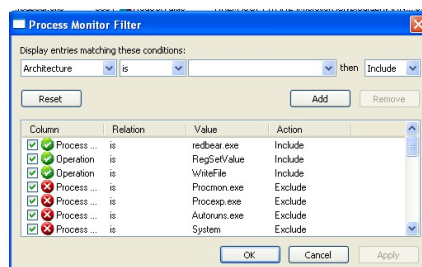 Process Monitor Filter
Display entries matching these conditions:
Architecture is then Include
Reset Add Remove
Column Relation Value Action
Process ... is redbear.exe Include
Operation is RegSetValue Include
Operation is WriteFile Include
Process ... is Procmon.exe Exclude
Process ... is Procexp.exe Exclude
Process ... is Autoruns.exe Exclude
Process ... is System Exclude
OK Cancel Apply